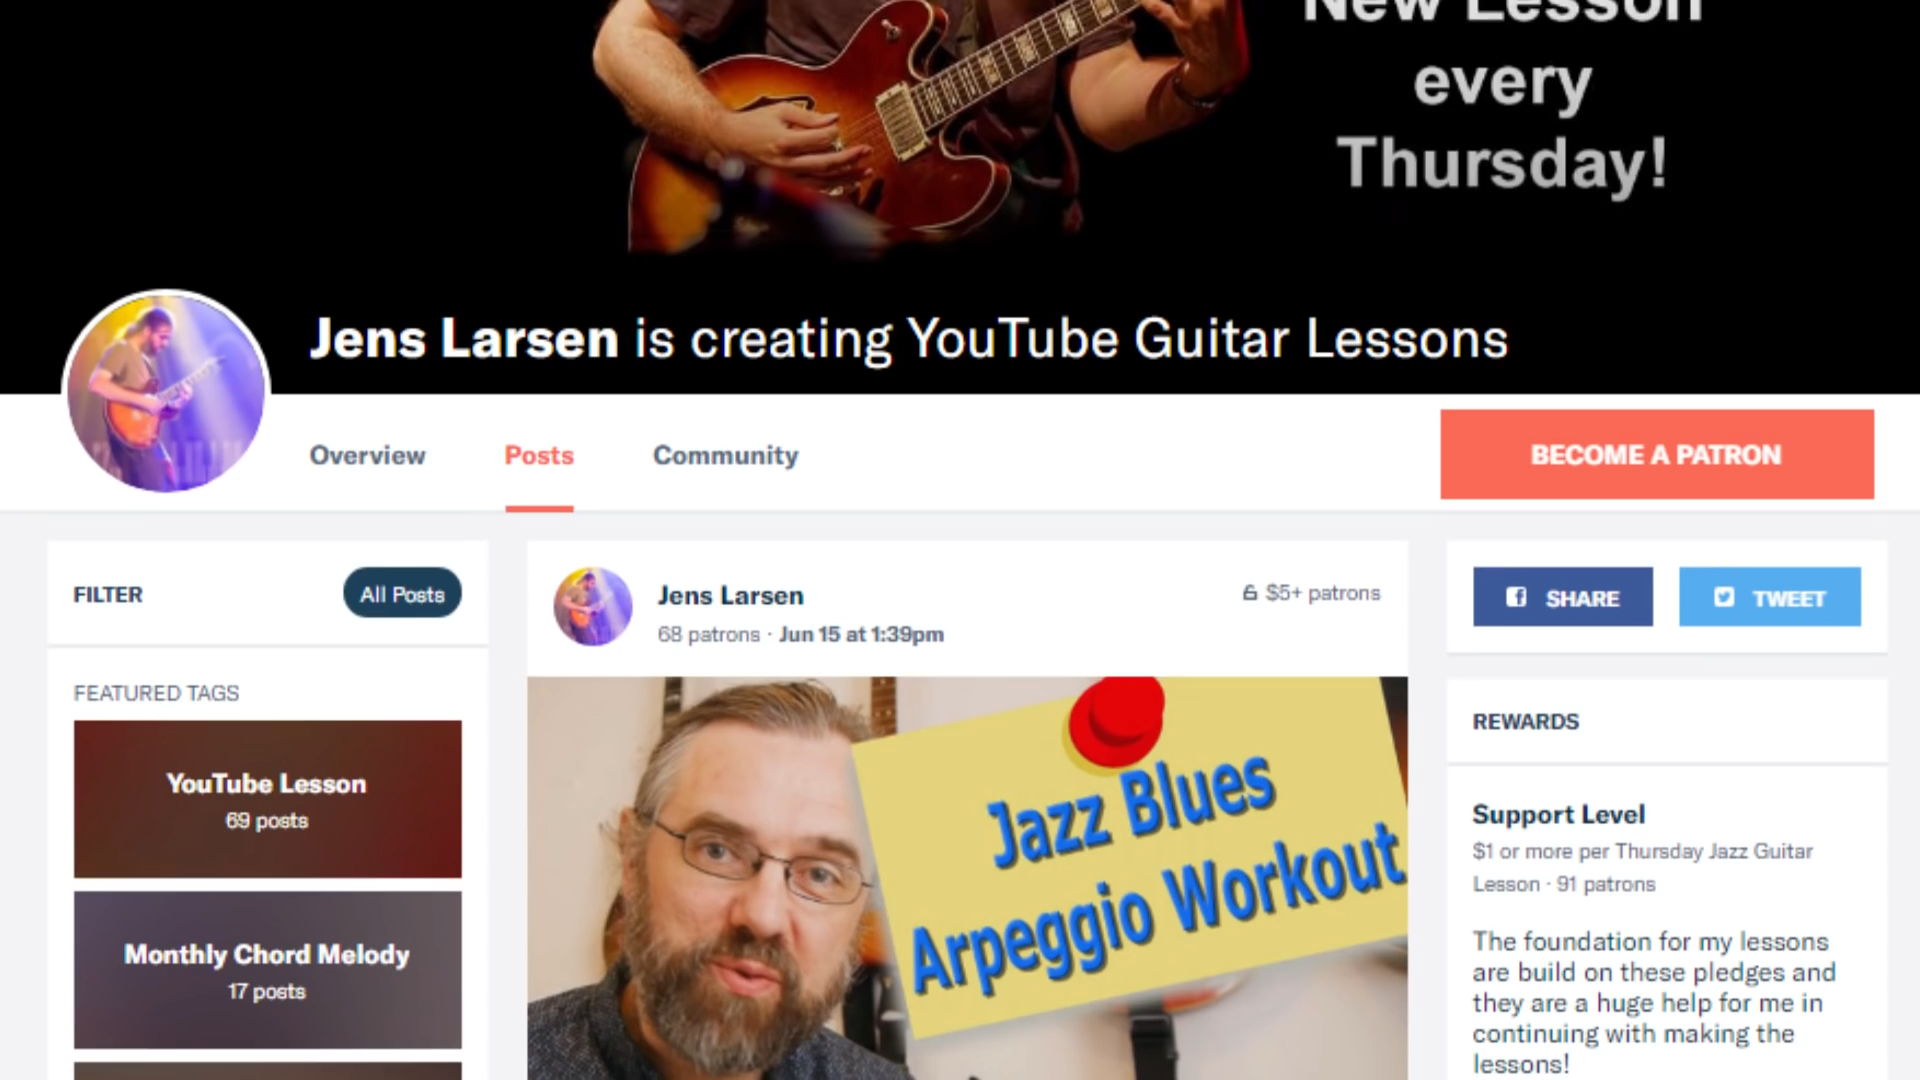 New Lesson
every
Thursday!
Jens Larsen is creating YouTube Guitar Lessons
Overview
Posts
Community
BECOME A PATRON
FILTER
All Posts
FEATURED TAGS
YouTube Lesson
69 posts
Monthly Chord Melody
17 posts
Jens Larsen
68 patrons · Jun 15 at 1:39pm
$5+ patrons
Jazz Blues
Arpeggio Workout
SHARE
TWEET
REWARDS
Support Level
$1 or more per Thursday Jazz Guitar
Lesson · 91 patrons
The foundation for my lessons
are build on these pledges and
they are a huge help for me in
continuing with making the
lessons!